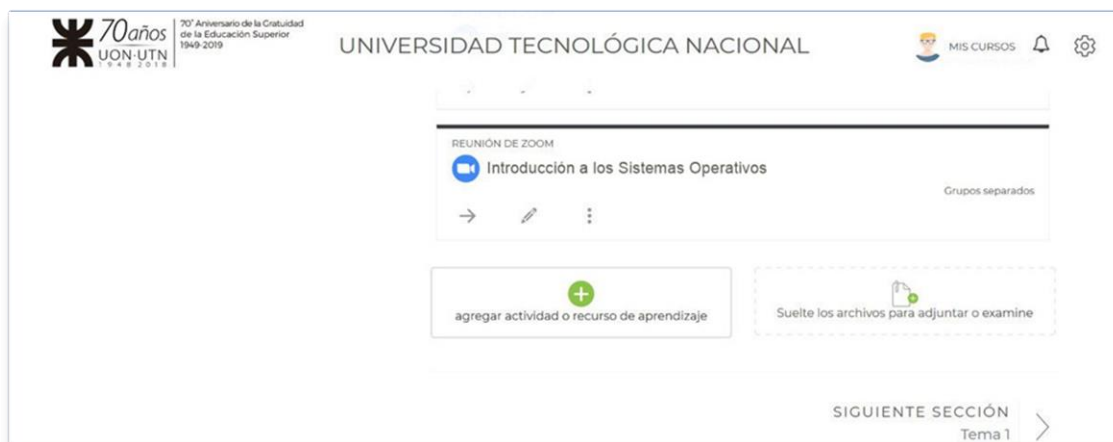 70años
UON-UTN
1948 2018
70° Aniversario de la Gratuidad
de la Educación Superior
1949-2019
UNIVERSIDAD TECNOLÓGICA NACIONAL
MIS CURSOS
REUNIÓN DE ZOOM
Introducción a los Sistemas Operativos
Grupos separados
agregar actividad o recurso de aprendizaje
Suelte los archivos para adjuntar o examine
SIGUIENTE SECCIÓN
Tema 1